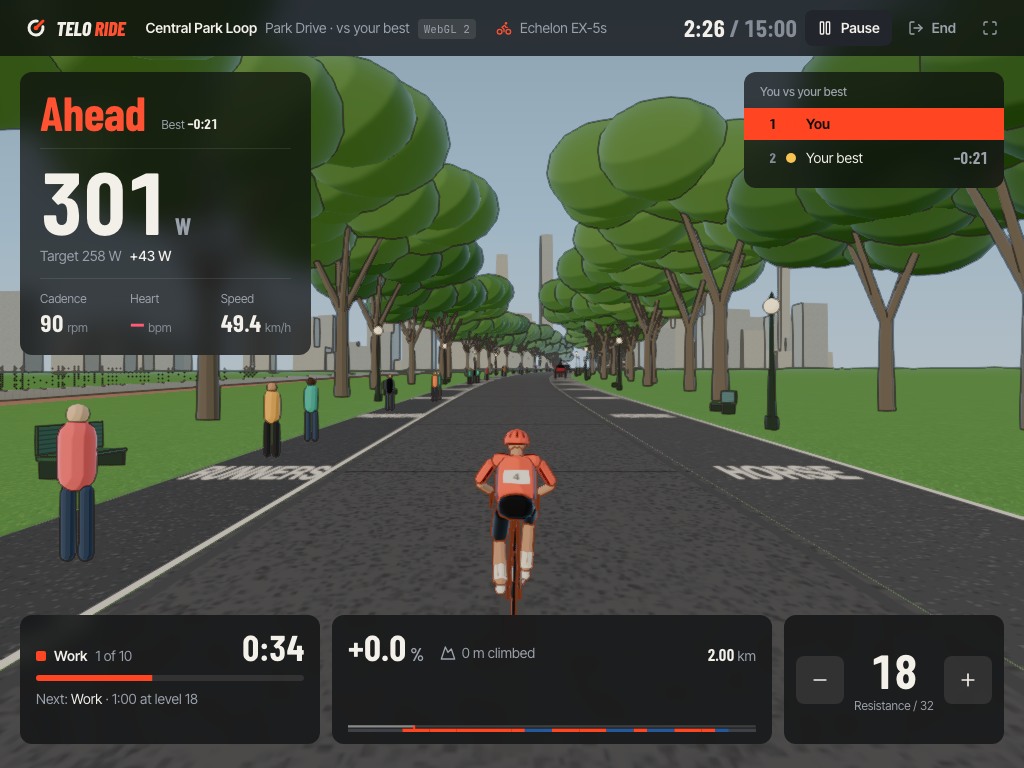 TELO RIDE Central Park Loop Park Drive · vs your best WebGL 2 Echelon EX-5s 2:26 / 15:00 Pause End
Ahead Best −0:21
301 W
Target 258 W +43 W
Cadence Heart Speed
90 rpm — bpm 49.4 km/h
You vs your best
1 You
2 Your best −0:21
RUNNERS
HORSE
4
Work 1 of 10 0:34
Next: Work · 1:00 at level 18
+0.0 % 0 m climbed 2.00 km
− 18 +
Resistance / 32